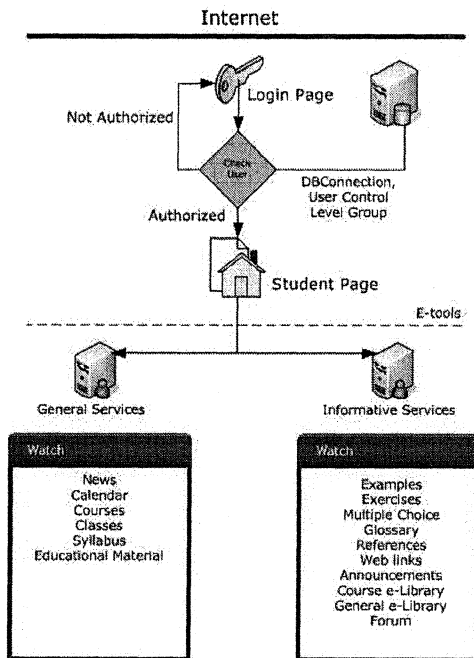 Internet
Login Page
Not Authorized
Check
User
DBConnection,
User Control
Level Group
Authorized
Student Page
E-tools
General Services
Informative Services
Watch
News
Calendar
Courses
Classes
Syllabus
Educational Material
Watch
Examples
Exercises
Multiple Choice
Glossary
References
Web links
Announcements
Course e-Library
General e-Library
Forum